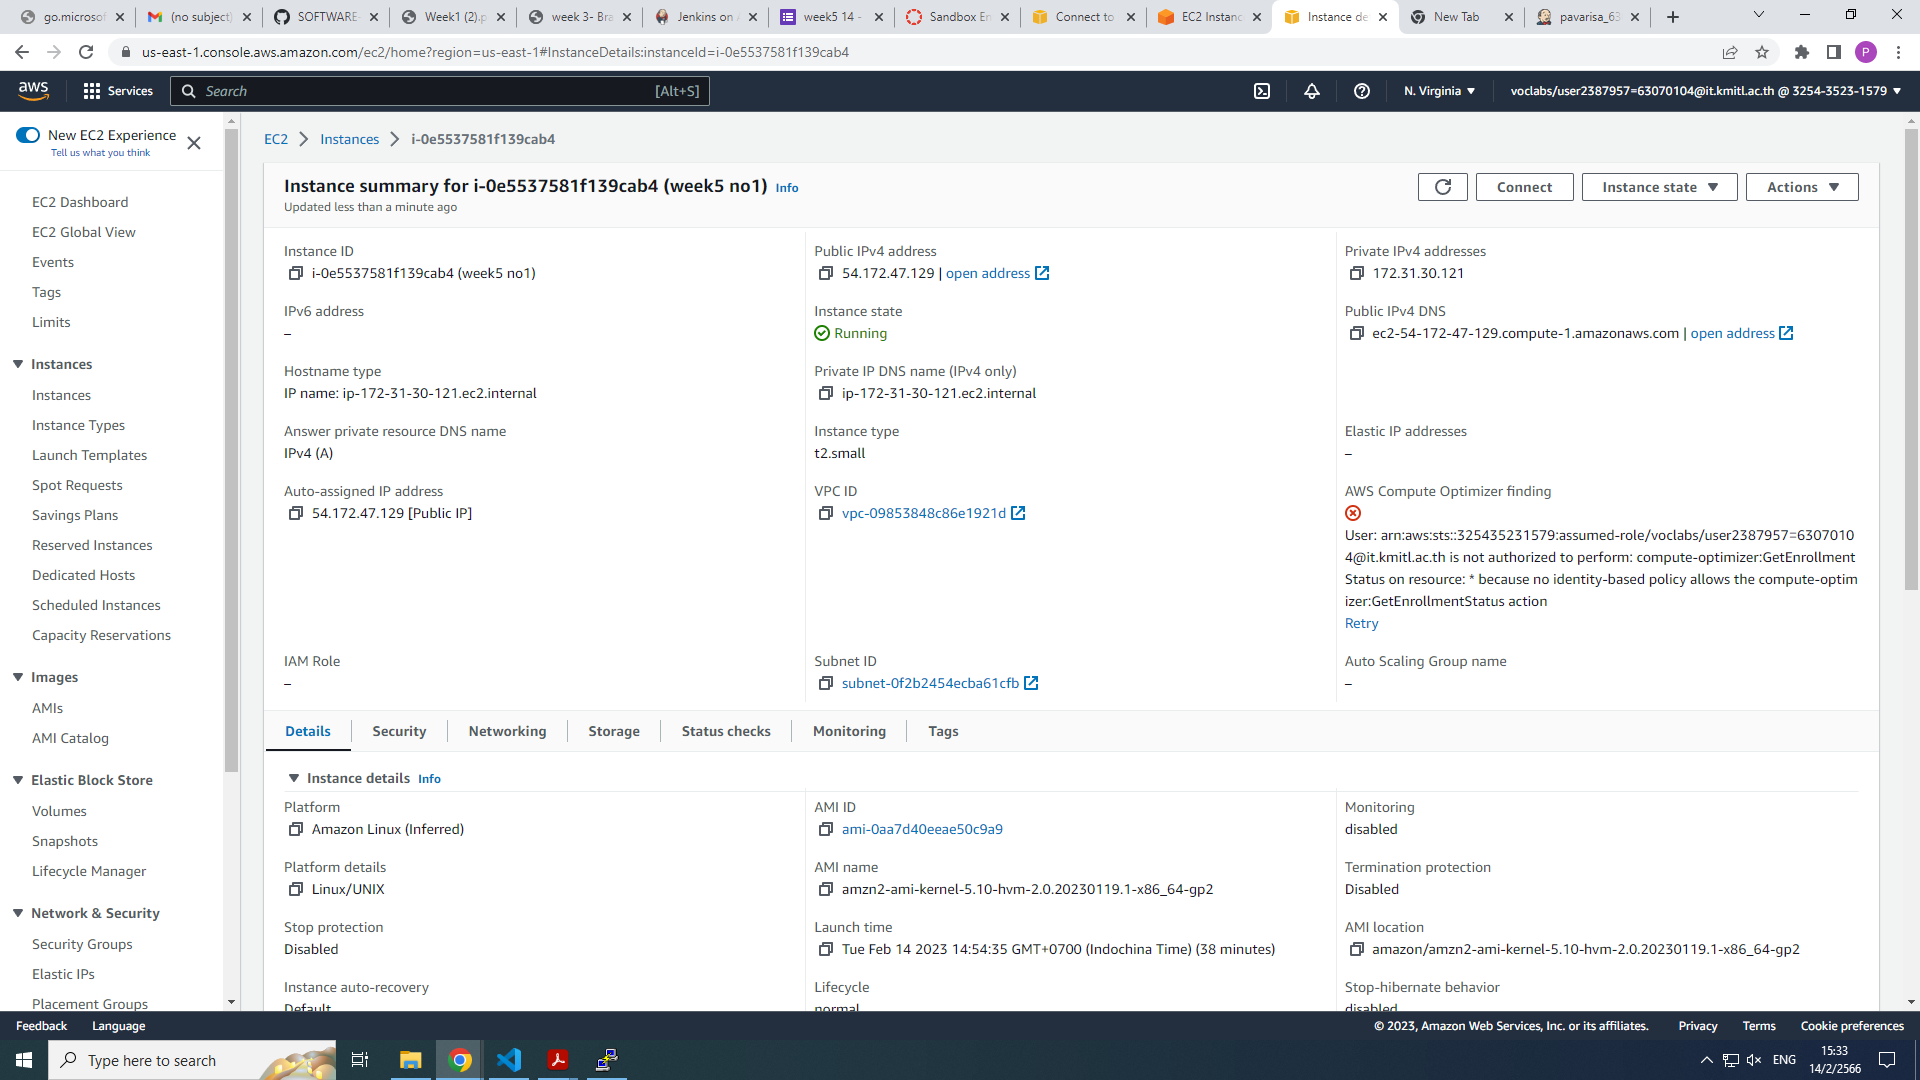 go.microsof
(no subject)
SOFTWARE-
Week1 (2).p
week 3- Bra
Jenkins on A
week5 14 -
Sandbox En
Connect to
EC2 Instanc
Instance de
New Tab
pavarisa_63
us-east-1.console.aws.amazon.com/ec2/home?region=us-east-1#InstanceDetails:instanceId=i-0e5537581f139cab4
P
aws
Services
Search
[Alt+S]
N. Virginia
voclabs/user2387957=63070104@it.kmitl.ac.th @ 3254-3523-1579
New EC2 Experience
Tell us what you think
EC2 Dashboard
EC2 Global View
Events
Tags
Limits
Instances
Instances
Instance Types
Launch Templates
Spot Requests
Savings Plans
Reserved Instances
Dedicated Hosts
Scheduled Instances
Capacity Reservations
Images
AMIs
AMI Catalog
Elastic Block Store
Volumes
Snapshots
Lifecycle Manager
Network & Security
Security Groups
Elastic IPs
Placement Groups
EC2
Instances
i-0e5537581f139cab4
Instance summary for i-0e5537581f139cab4 (week5 no1) Info
Updated less than a minute ago
Connect
Instance state
Actions
Instance ID
i-0e5537581f139cab4 (week5 no1)
Public IPv4 address
54.172.47.129 | open address
Private IPv4 addresses
172.31.30.121
IPv6 address
–
Instance state
Running
Public IPv4 DNS
ec2-54-172-47-129.compute-1.amazonaws.com | open address
Hostname type
IP name: ip-172-31-30-121.ec2.internal
Private IP DNS name (IPv4 only)
ip-172-31-30-121.ec2.internal
Answer private resource DNS name
IPv4 (A)
Instance type
t2.small
Elastic IP addresses
–
Auto-assigned IP address
54.172.47.129 [Public IP]
VPC ID
vpc-09853848c86e1921d
AWS Compute Optimizer finding
User: arn:aws:sts::325435231579:assumed-role/voclabs/user2387957=6307010
4@it.kmitl.ac.th is not authorized to perform: compute-optimizer:GetEnrollment
Status on resource: * because no identity-based policy allows the compute-optim
izer:GetEnrollmentStatus action
Retry
IAM Role
–
Subnet ID
subnet-0f2b2454ecba61cfb
Auto Scaling Group name
–
Details
Security
Networking
Storage
Status checks
Monitoring
Tags
Instance details Info
Platform
Amazon Linux (Inferred)
AMI ID
ami-0aa7d40eeae50c9a9
Monitoring
disabled
Platform details
Linux/UNIX
AMI name
amzn2-ami-kernel-5.10-hvm-2.0.20230119.1-x86_64-gp2
Termination protection
Disabled
Stop protection
Disabled
Launch time
Tue Feb 14 2023 14:54:35 GMT+0700 (Indochina Time) (38 minutes)
AMI location
amazon/amzn2-ami-kernel-5.10-hvm-2.0.20230119.1-x86_64-gp2
Instance auto-recovery
Default
Lifecycle
normal
Stop-hibernate behavior
disabled
Feedback
Language
© 2023, Amazon Web Services, Inc. or its affiliates.
Privacy
Terms
Cookie preferences
Type here to search
ENG
15:33
14/2/2566